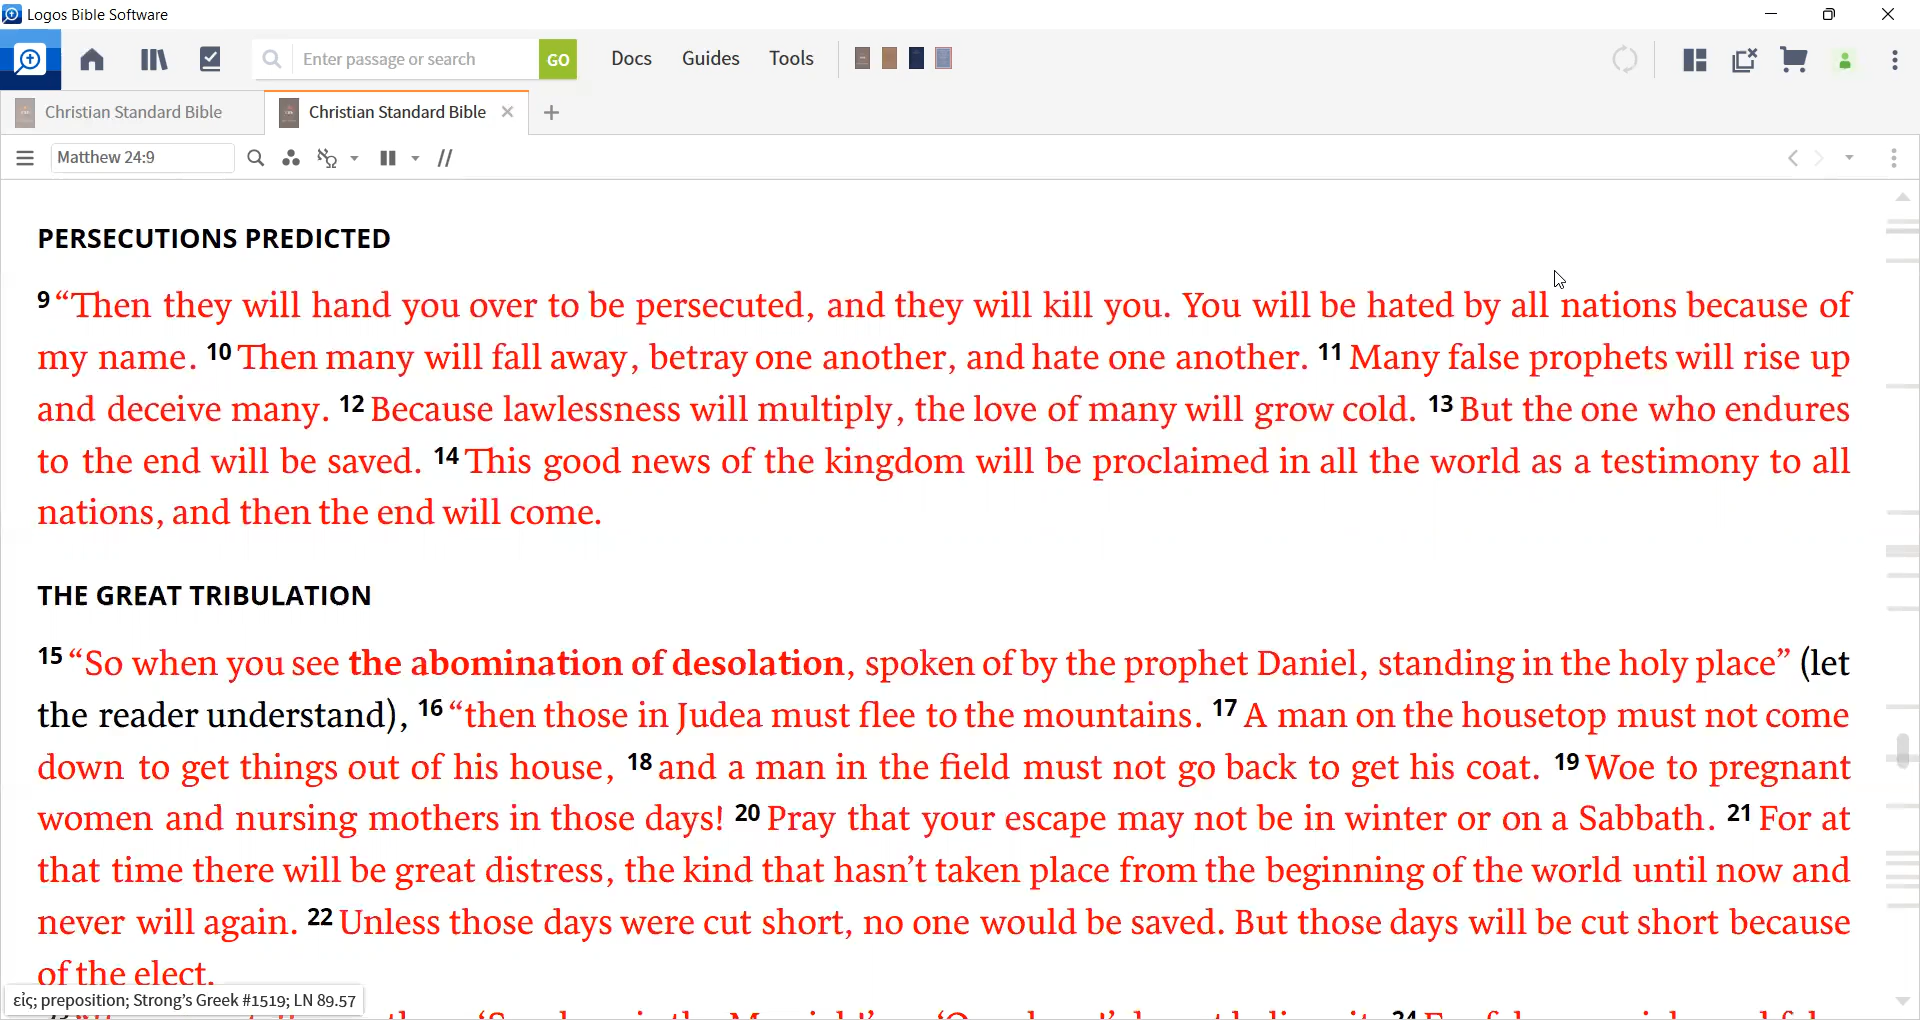 Logos Bible Software
Enter passage or search
GO
Docs
Guides
Tools
Christian Standard Bible
Christian Standard Bible
Matthew 24:9
PERSECUTIONS PREDICTED
9 “Then they will hand you over to be persecuted, and they will kill you. You will be hated by all nations because of
my name. 10 Then many will fall away, betray one another, and hate one another. 11 Many false prophets will rise up
and deceive many. 12 Because lawlessness will multiply, the love of many will grow cold. 13 But the one who endures
to the end will be saved. 14 This good news of the kingdom will be proclaimed in all the world as a testimony to all
nations, and then the end will come.
THE GREAT TRIBULATION
15 “So when you see the abomination of desolation, spoken of by the prophet Daniel, standing in the holy place” (let
the reader understand), 16 “then those in Judea must flee to the mountains. 17 A man on the housetop must not come
down to get things out of his house, 18 and a man in the field must not go back to get his coat. 19 Woe to pregnant
women and nursing mothers in those days! 20 Pray that your escape may not be in winter or on a Sabbath. 21 For at
that time there will be great distress, the kind that hasn’t taken place from the beginning of the world until now and
never will again. 22 Unless those days were cut short, no one would be saved. But those days will be cut short because
of the elect.
εἰς; preposition; Strong’s Greek #1519; LN 89.57